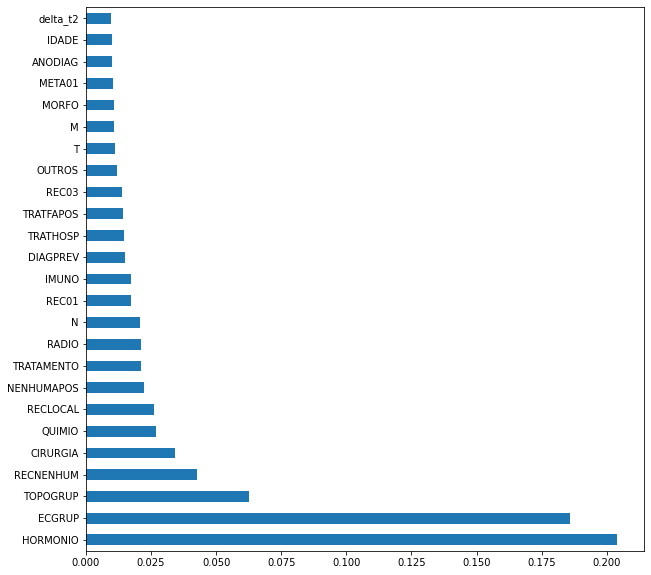 delta_t2
IDADE
ANODIAG
META01
MORFO
M
T
OUTROS
REC03
TRATFAPOS
TRATHOSP
DIAGPREV
IMUNO
REC01
N
RADIO
TRATAMENTO
NENHUMAPOS
RECLOCAL
QUIMIO
CIRURGIA
RECNENHUM
TOPOGRUP
ECGRUP
HORMONIO
0.000 0.025 0.050 0.075 0.100 0.125 0.150 0.175 0.200